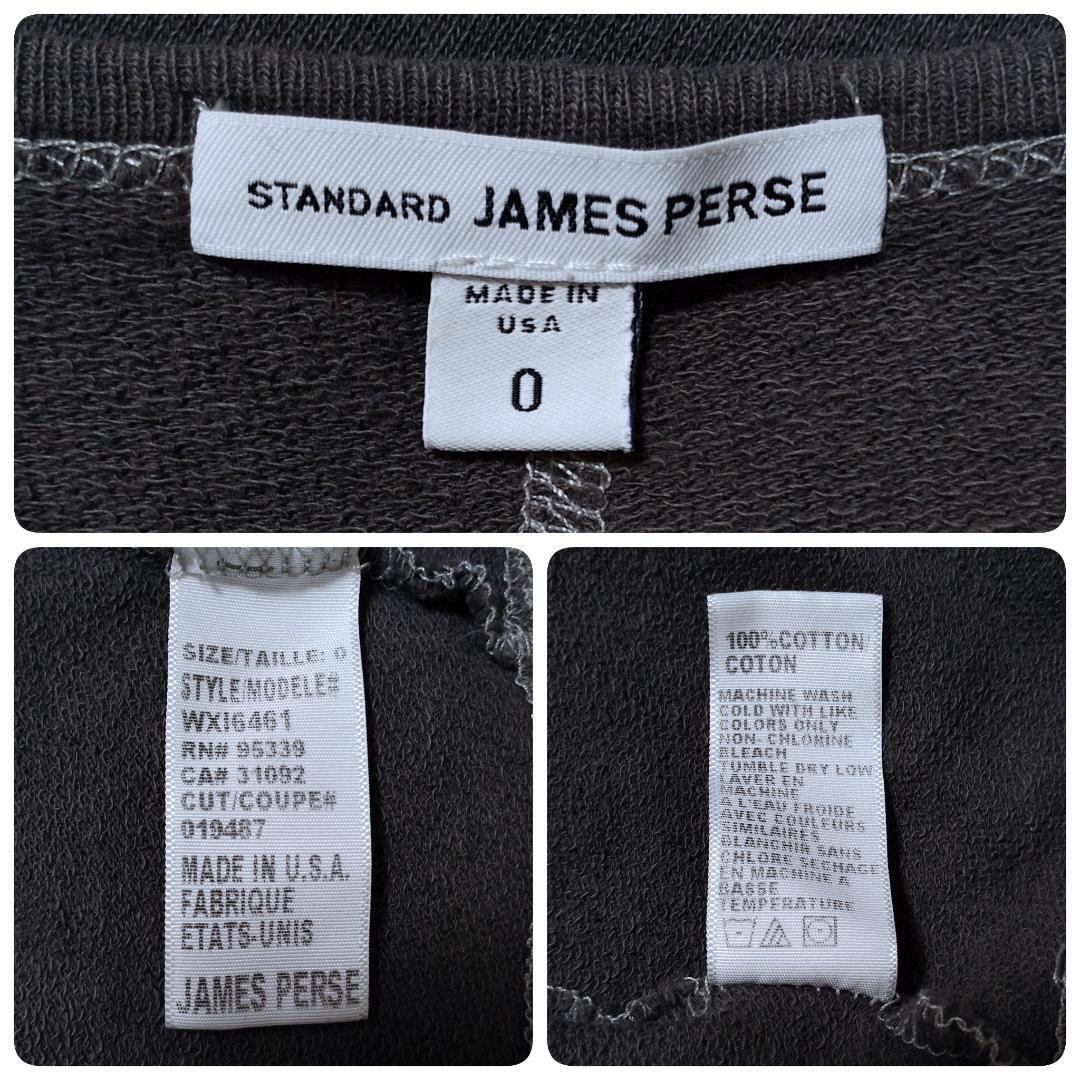 STANDARD JAMES PERSE
MADE IN
USA
0
SIZE/TAILLE: 0
STYLE/MODELE#
WXI6461
RN# 95339
CA# 31092
CUT/COUPE#
019487
MADE IN U.S.A.
FABRIQUE
ETATS-UNIS
JAMES PERSE
100%COTTON/
COTON
MACHINE WASH
COLD WITH LIKE
COLORS ONLY
NON- CHLORINE
BLEACH
TUMBLE DRY LOW
LAVER EN
MACHINE
A L'EAU FROIDE
AVEC COULEURS
SIMILAIRES
BLANCHIR SANS
CHLORE SECHAGE
EN MACHINE A
BASSE
TEMPERATURE